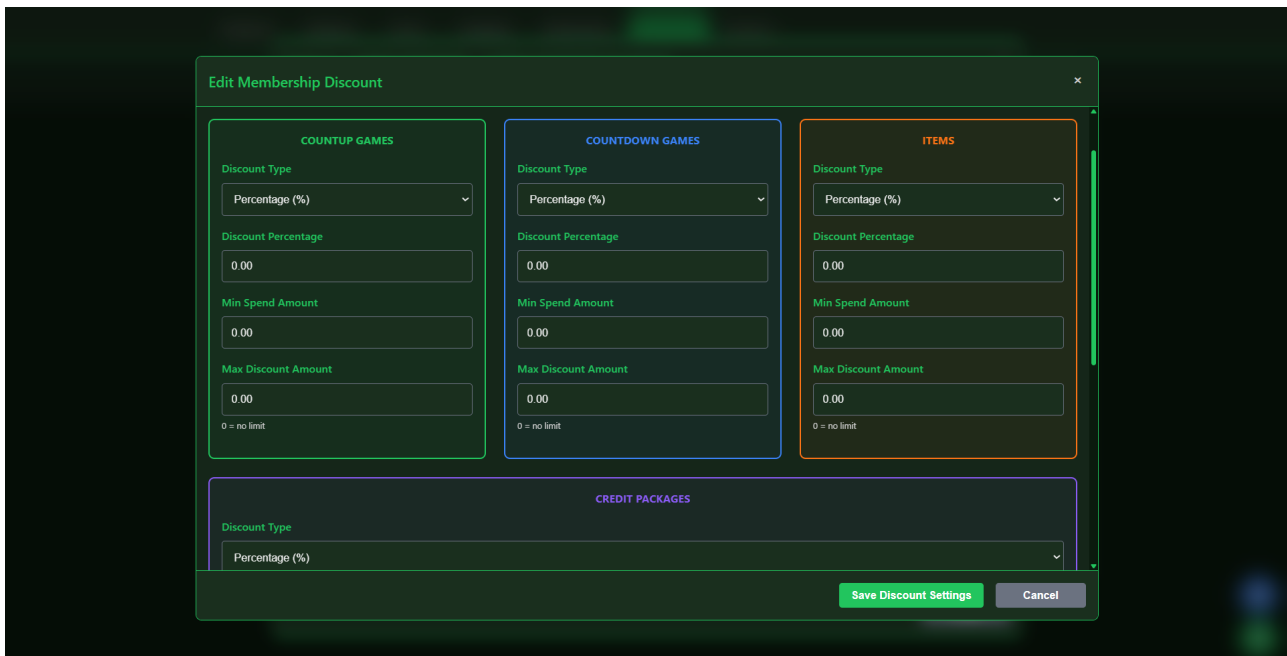 Edit Membership Discount
×
COUNTUP GAMES
Discount Type
Percentage (%)
Discount Percentage
0.00
Min Spend Amount
0.00
Max Discount Amount
0.00
0 = no limit
COUNTDOWN GAMES
Discount Type
Percentage (%)
Discount Percentage
0.00
Min Spend Amount
0.00
Max Discount Amount
0.00
0 = no limit
ITEMS
Discount Type
Percentage (%)
Discount Percentage
0.00
Min Spend Amount
0.00
Max Discount Amount
0.00
0 = no limit
CREDIT PACKAGES
Discount Type
Percentage (%)
Save Discount Settings
Cancel